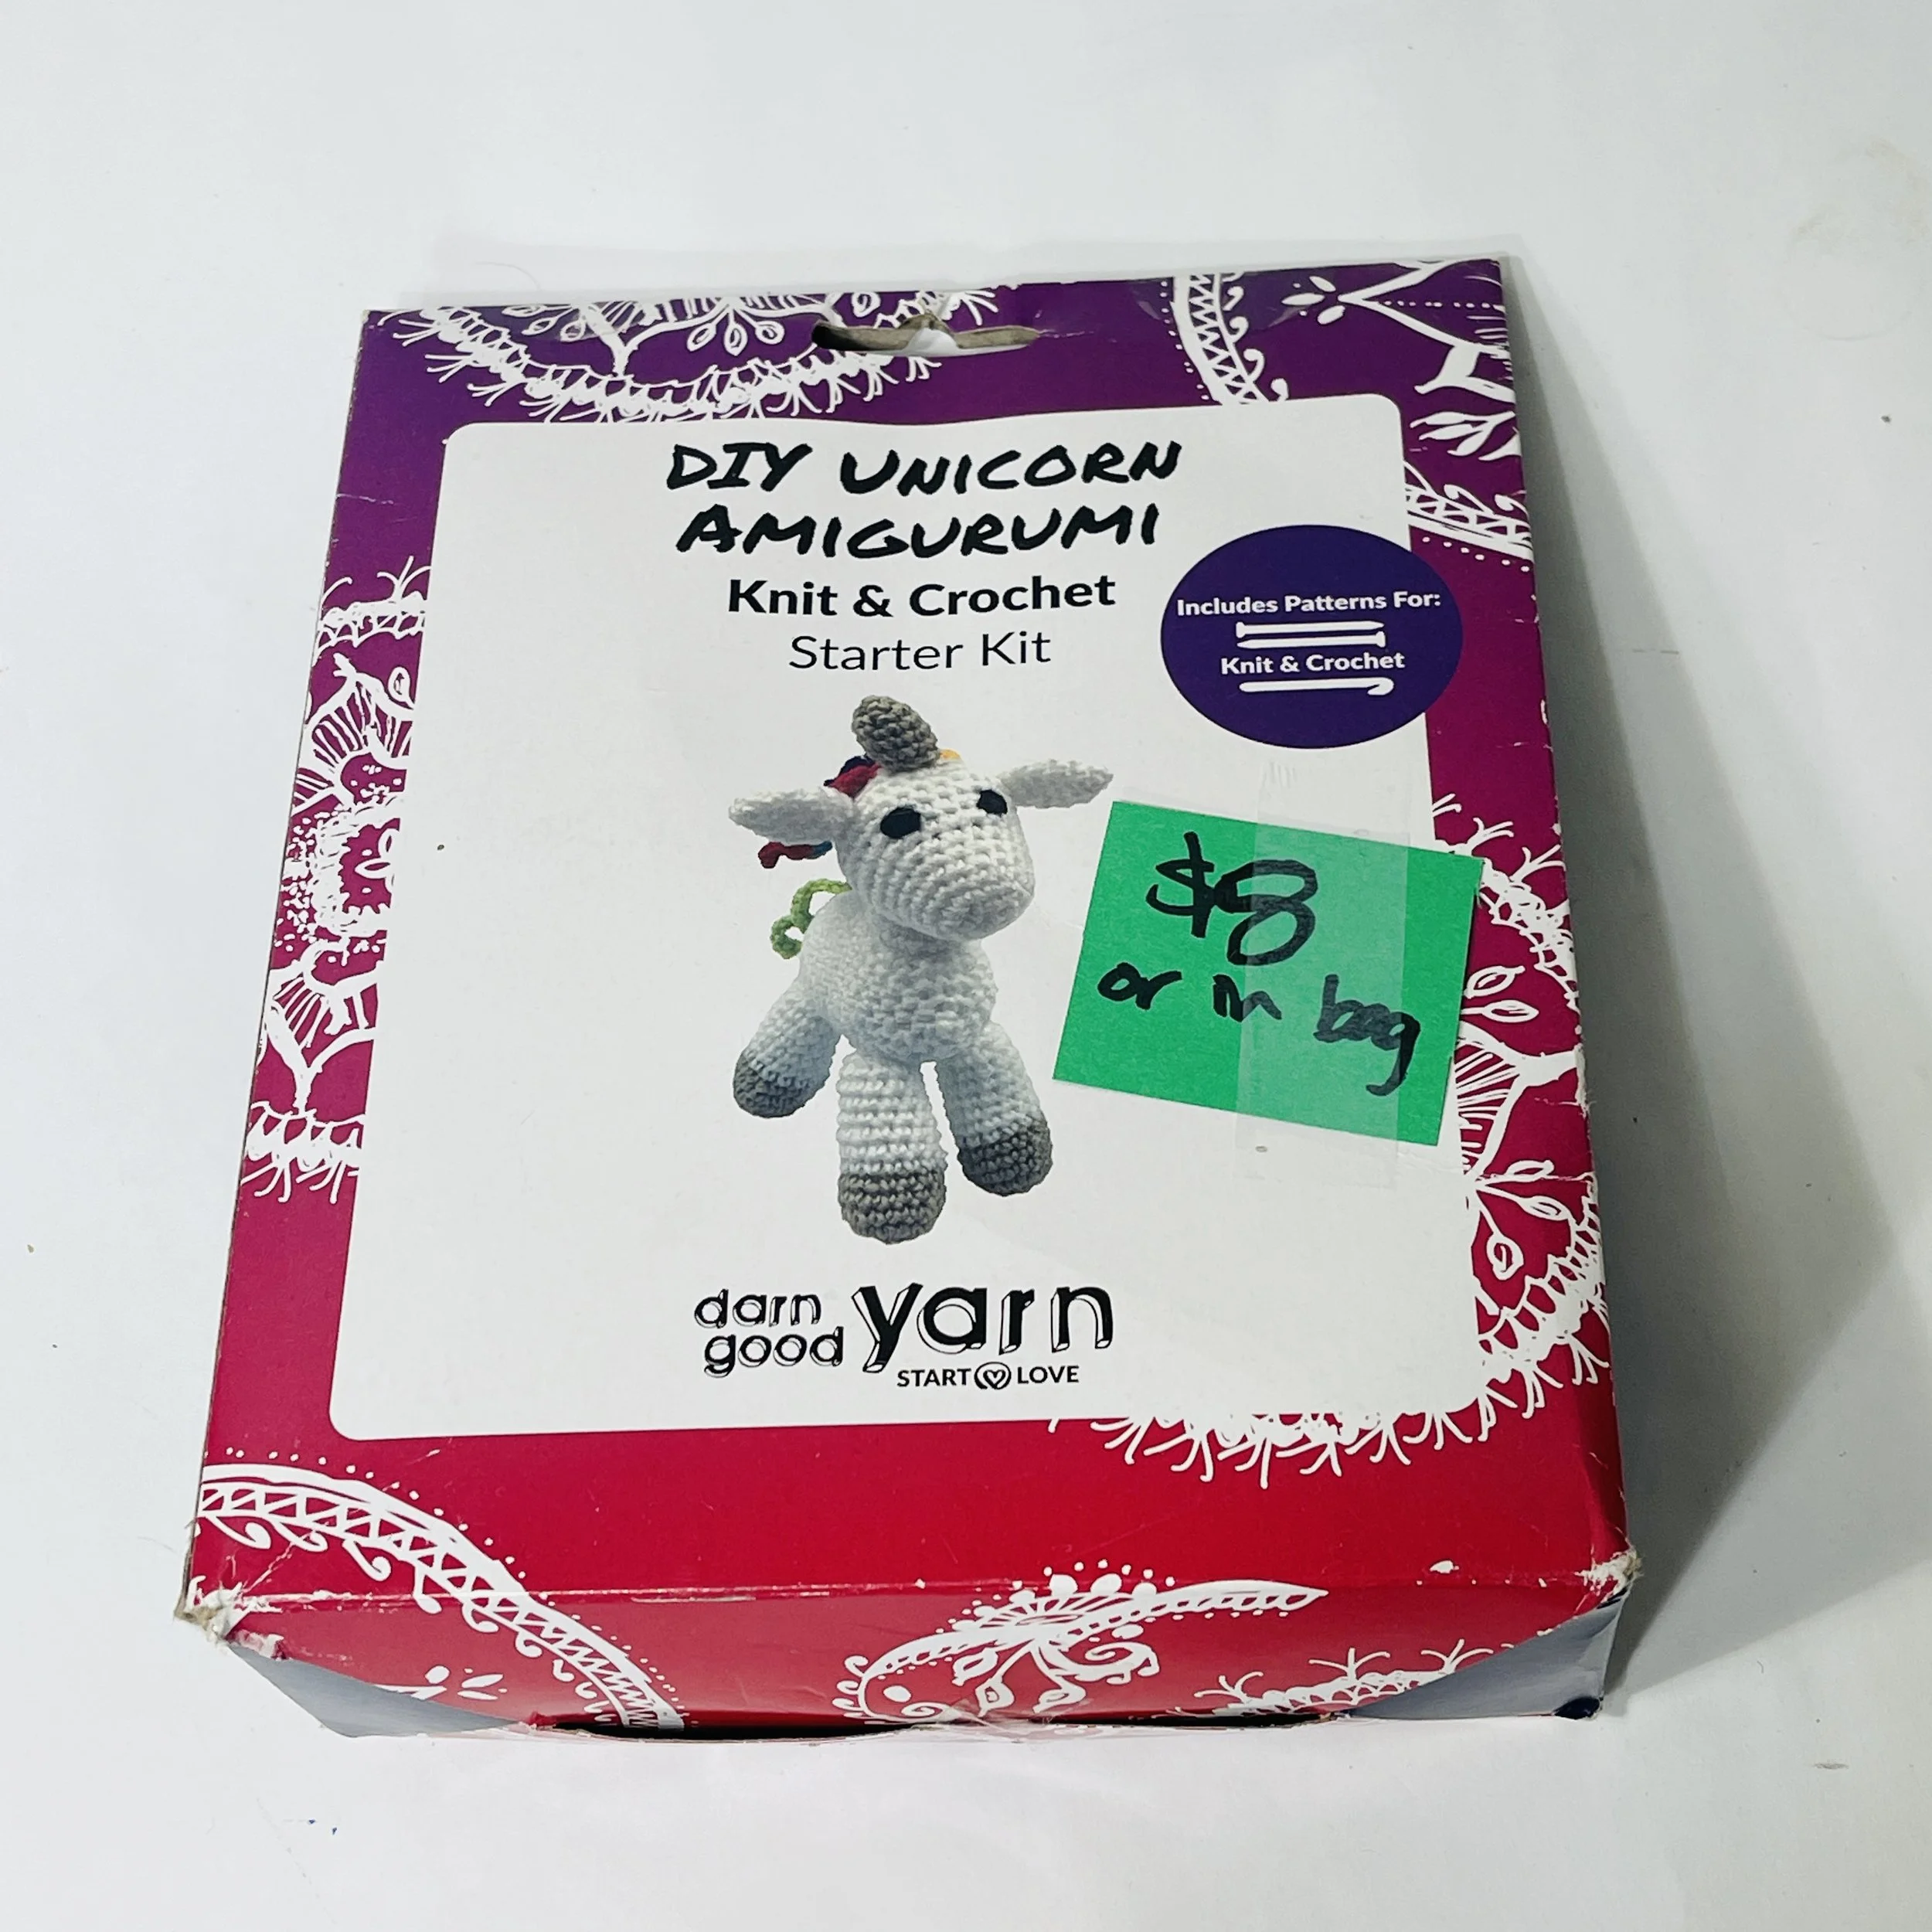 DIY UNICORN
AMIGURUMI
Knit & Crochet
Starter Kit
Includes Patterns For:
Knit & Crochet
$8
or in bag
darn
good yarn
START LOVE